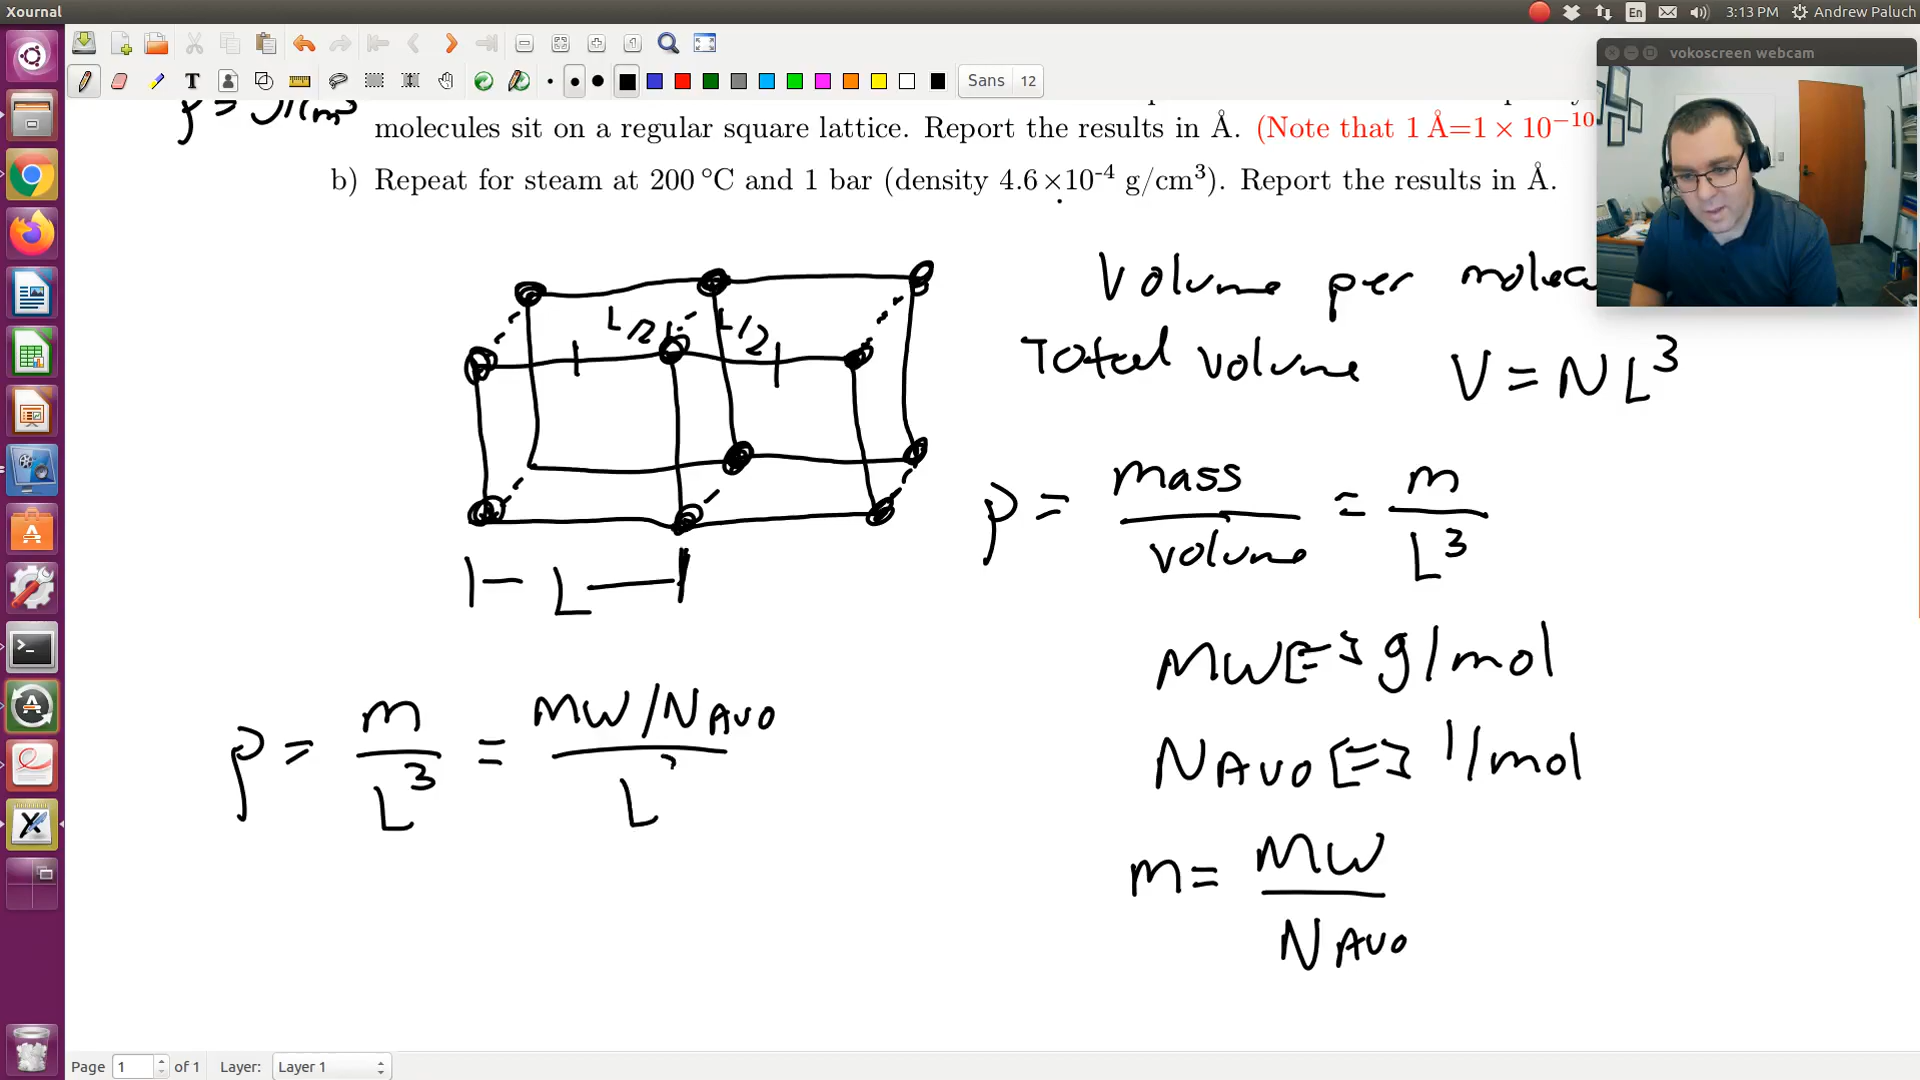 Xournal
En
3:13 PM
Andrew Paluch
vokoscreen webcam
T
1
Sans
12
molecules sit on a regular square lattice. Report the results in Å. (Note that 1 Å=1 × 10⁻¹⁰
b) Repeat for steam at 200 °C and 1 bar (density 4.6×10⁻⁴ g/cm³). Report the results in Å.
Volume per molec
L/2 L/2
Total volume V = NL³
ρ = mass/volume = m/L³
|- L -|
MW[=] g/mol
ρ = m/L³ = MW/NAvo / L
NAvo [=] 1/mol
m = MW/NAvo
Page 1 of 1 Layer: Layer 1